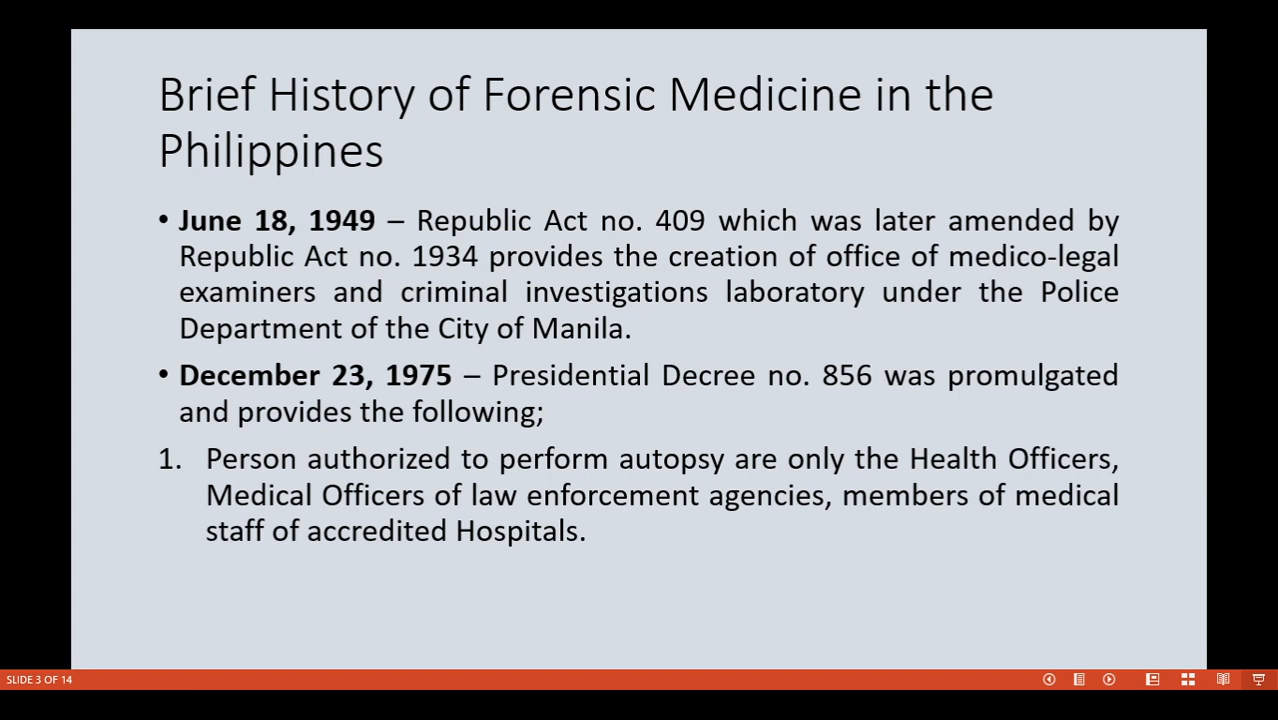 Brief History of Forensic Medicine in the
Philippines
• June 18, 1949 – Republic Act no. 409 which was later amended by
Republic Act no. 1934 provides the creation of office of medico-legal
examiners and criminal investigations laboratory under the Police
Department of the City of Manila.
• December 23, 1975 – Presidential Decree no. 856 was promulgated
and provides the following;
1. Person authorized to perform autopsy are only the Health Officers,
Medical Officers of law enforcement agencies, members of medical
staff of accredited Hospitals.
SLIDE 3 OF 14